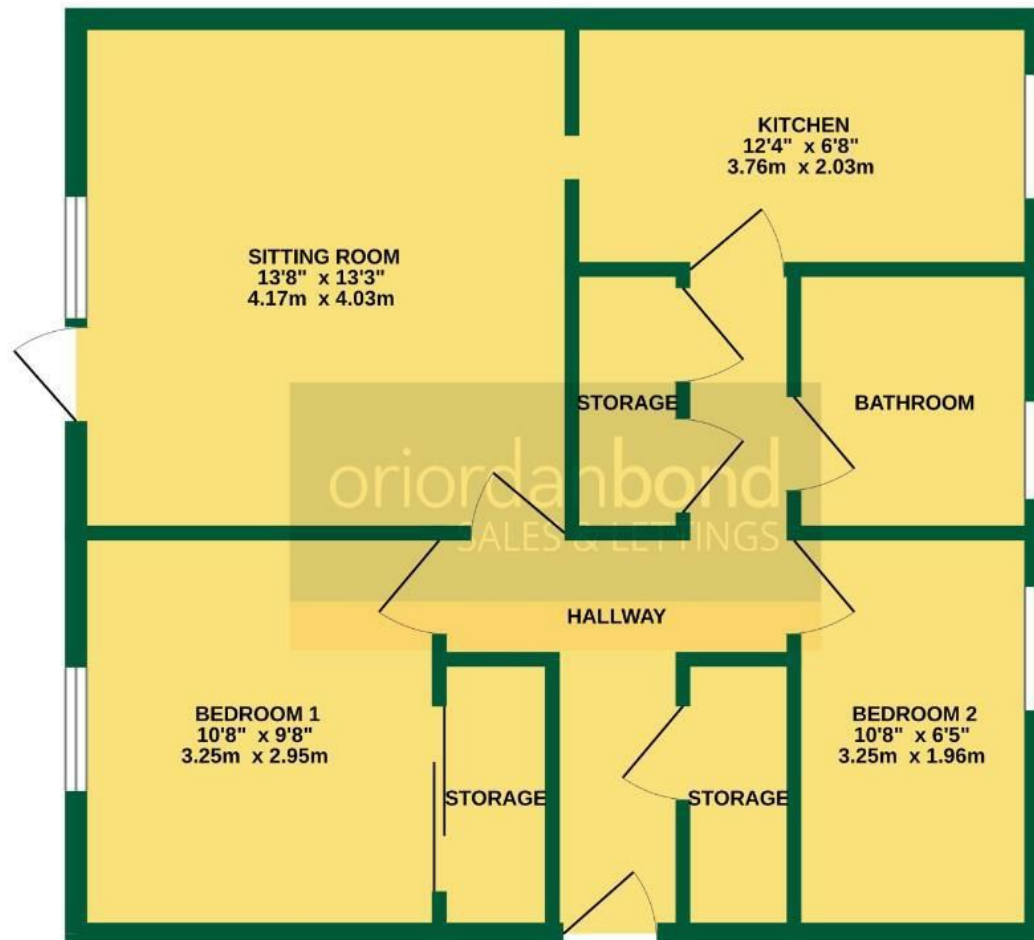 KITCHEN
12'4" x 6'8"
3.76m x 2.03m
SITTING ROOM
13'8" x 13'3"
4.17m x 4.03m
STORAGE
BATHROOM
oriordanbond
SALES & LETTINGS
HALLWAY
BEDROOM 1
10'8" x 9'8"
3.25m x 2.95m
BEDROOM 2
10'8" x 6'5"
3.25m x 1.96m
STORAGE
STORAGE